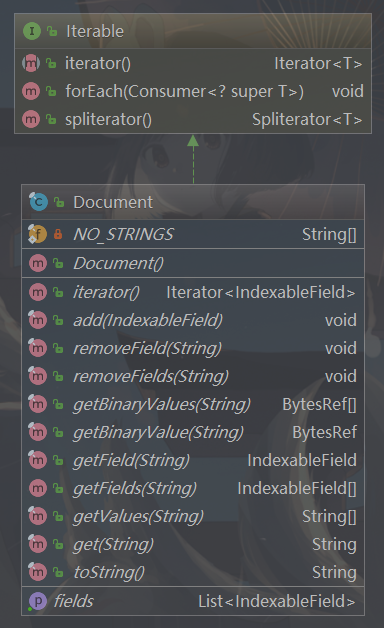 I Iterable
m iterator() Iterator<T>
m forEach(Consumer<? super T>) void
m spliterator() Spliterator<T>
c Document
f NO_STRINGS String[]
m Document()
m iterator() Iterator<IndexableField>
m add(IndexableField) void
m removeField(String) void
m removeFields(String) void
m getBinaryValues(String) BytesRef[]
m getBinaryValue(String) BytesRef
m getField(String) IndexableField
m getFields(String) IndexableField[]
m getValues(String) String[]
m get(String) String
m toString() String
p fields List<IndexableField>